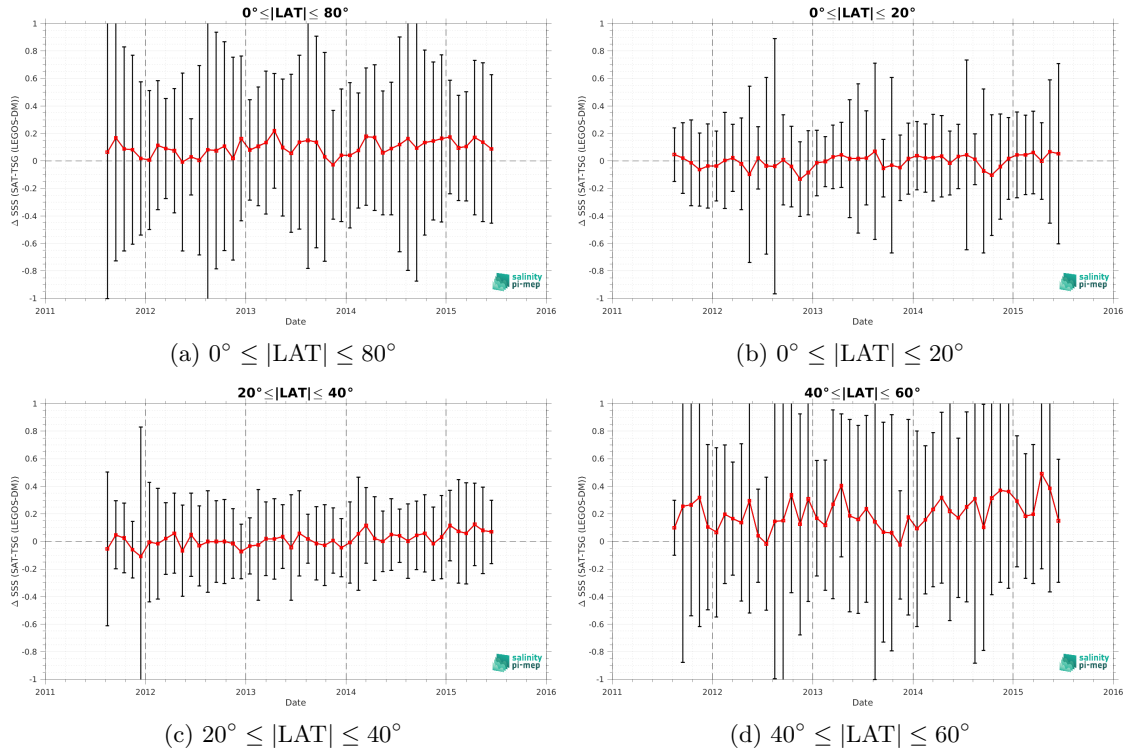 0°≤|LAT|≤ 80°
Δ SSS (SAT-TSG (LEGOS-DM))
1
0.8
0.6
0.4
0.2
0
-0.2
-0.4
-0.6
-0.8
-1
2011 2012 2013 2014 2015 2016
Date
salinity
pi-mep
(a) 0° ≤ |LAT| ≤ 80°
0°≤|LAT|≤ 20°
Δ SSS (SAT-TSG (LEGOS-DM))
1
0.8
0.6
0.4
0.2
0
-0.2
-0.4
-0.6
-0.8
-1
2011 2012 2013 2014 2015 2016
Date
salinity
pi-mep
(b) 0° ≤ |LAT| ≤ 20°
20°≤|LAT|≤ 40°
Δ SSS (SAT-TSG (LEGOS-DM))
1
0.8
0.6
0.4
0.2
0
-0.2
-0.4
-0.6
-0.8
-1
2011 2012 2013 2014 2015 2016
Date
salinity
pi-mep
(c) 20° ≤ |LAT| ≤ 40°
40°≤|LAT|≤ 60°
Δ SSS (SAT-TSG (LEGOS-DM))
1
0.8
0.6
0.4
0.2
0
-0.2
-0.4
-0.6
-0.8
-1
2011 2012 2013 2014 2015 2016
Date
salinity
pi-mep
(d) 40° ≤ |LAT| ≤ 60°